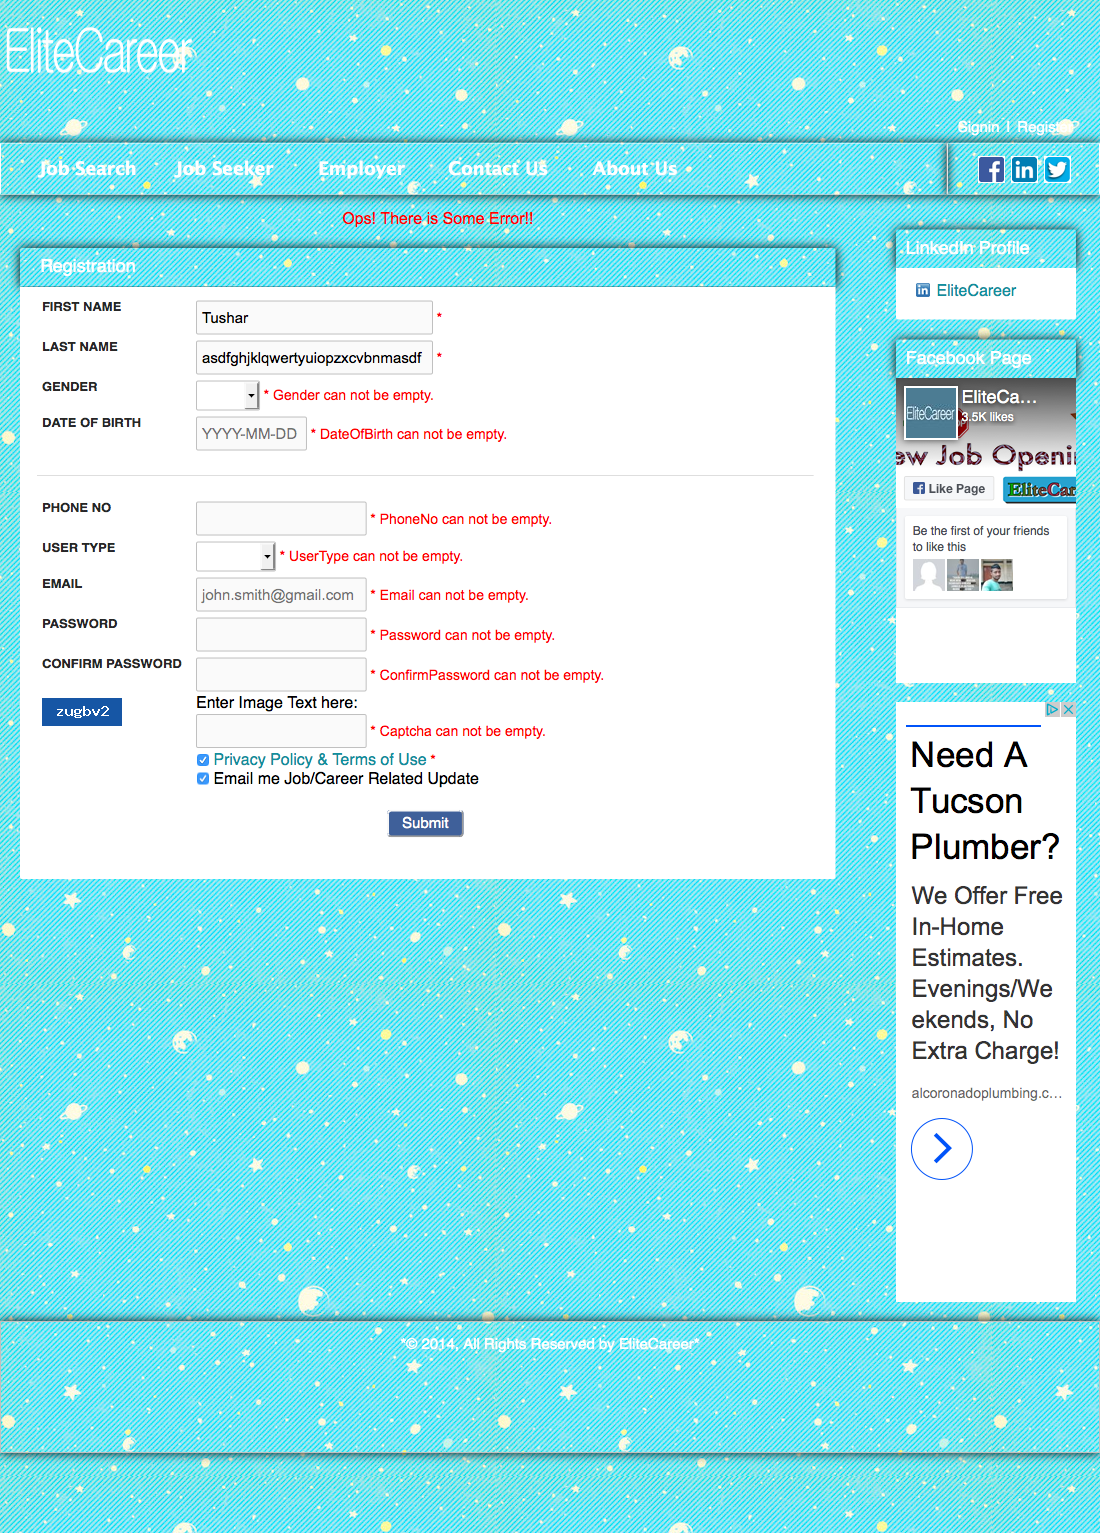 EliteCareer
Signin | Register
Job Search Job Seeker Employer Contact US About Us
Ops! There is Some Error!!
Registration
FIRST NAME Tushar *
LAST NAME asdfghjklqwertyuiopzxcvbnmasdf *
GENDER * Gender can not be empty.
DATE OF BIRTH YYYY-MM-DD * DateOfBirth can not be empty.
PHONE NO * PhoneNo can not be empty.
USER TYPE * UserType can not be empty.
EMAIL john.smith@gmail.com * Email can not be empty.
PASSWORD * Password can not be empty.
CONFIRM PASSWORD * ConfirmPassword can not be empty.
zugbv2 Enter Image Text here:
* Captcha can not be empty.
Privacy Policy & Terms of Use *
Email me Job/Career Related Update
Submit
LinkedIn Profile
EliteCareer
Facebook Page
EliteCareer
EliteCa...
3.5K likes
ew Job Openi
Like Page
EliteCar
Be the first of your friends
to like this
Need A
Tucson
Plumber?
We Offer Free
In-Home
Estimates.
Evenings/We
ekends, No
Extra Charge!
alcoronadoplumbing.c...
*© 2014, All Rights Reserved by EliteCareer*